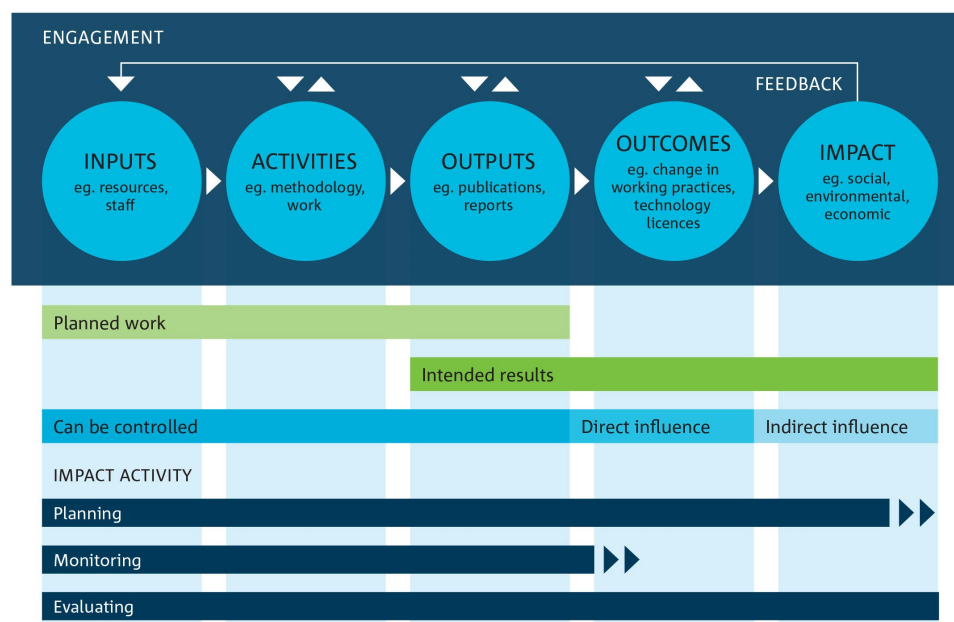 ENGAGEMENT
FEEDBACK
INPUTS
eg. resources,
staff
ACTIVITIES
eg. methodology,
work
OUTPUTS
eg. publications,
reports
OUTCOMES
eg. change in
working practices,
technology
licences
IMPACT
eg. social,
environmental,
economic
Planned work
Intended results
Can be controlled
Direct influence
Indirect influence
IMPACT ACTIVITY
Planning
Monitoring
Evaluating